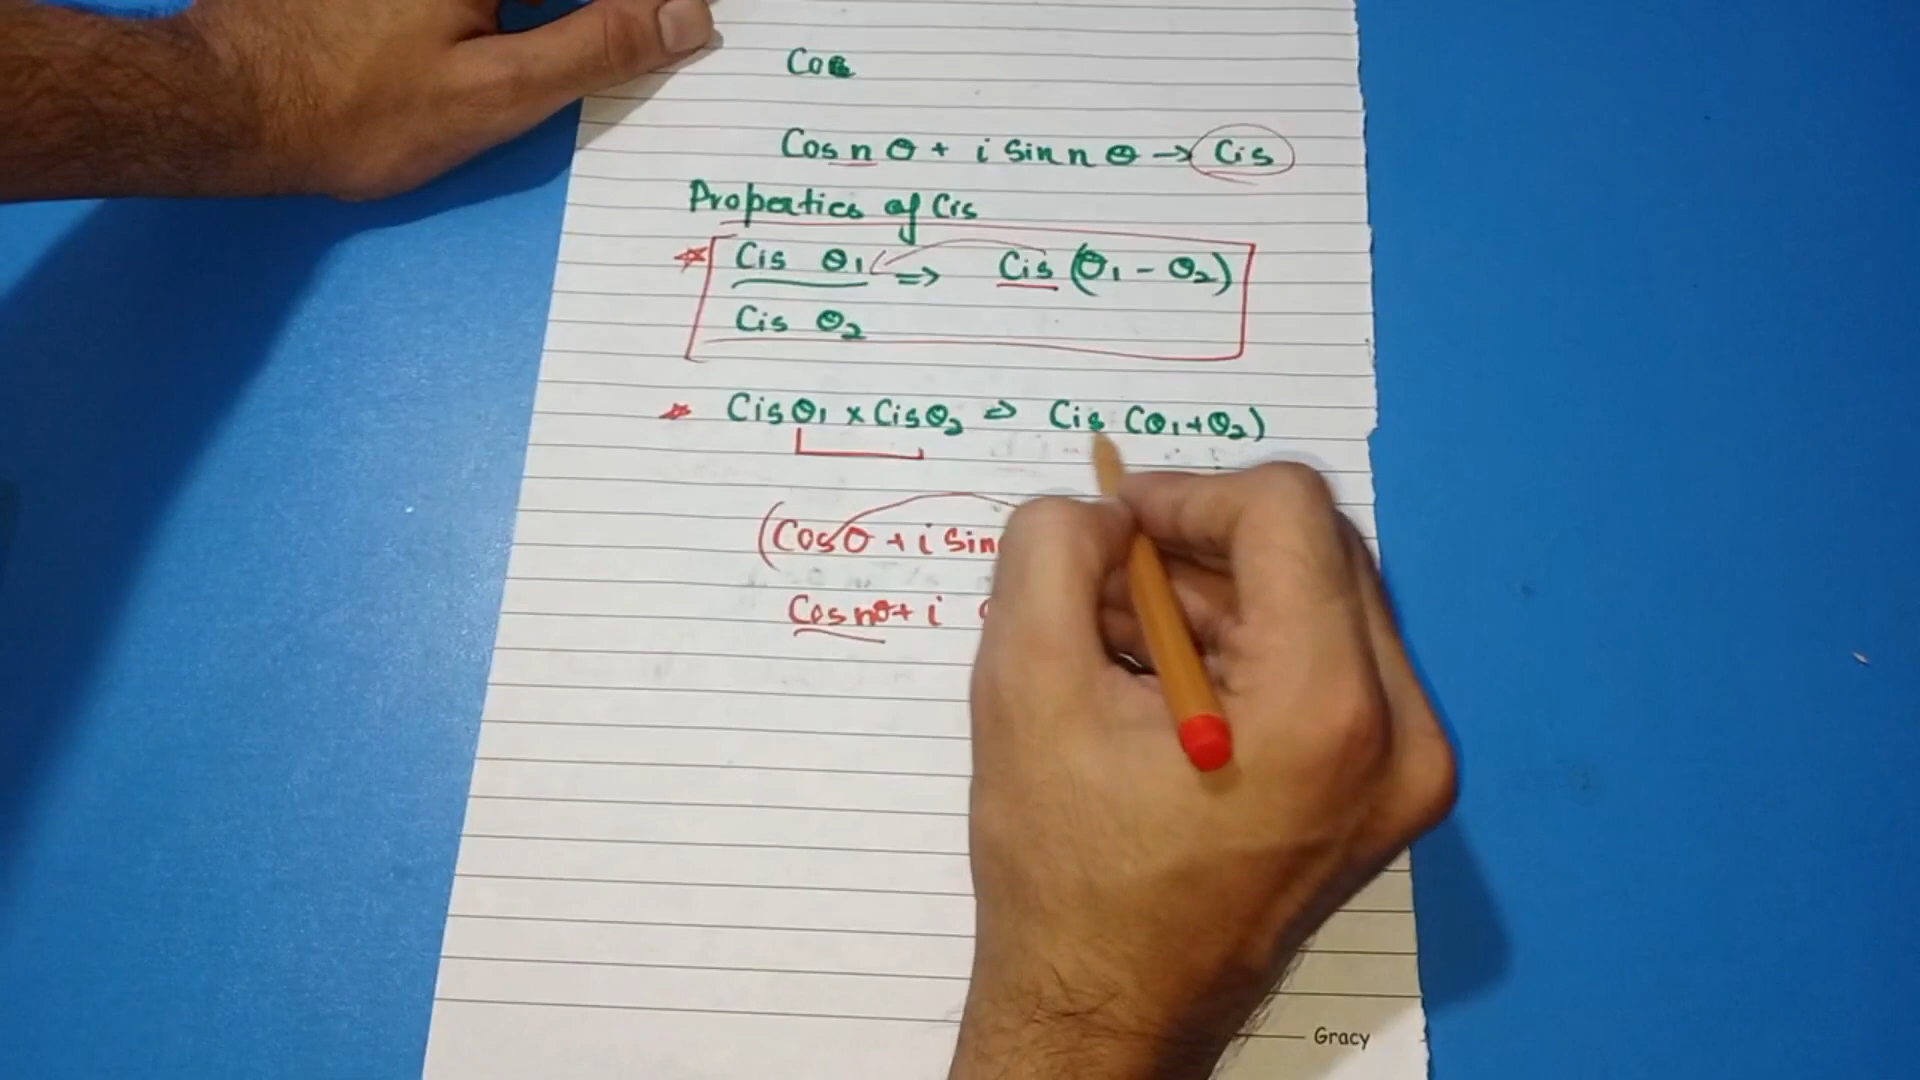 Cos
Cos n θ + i Sin n θ → Cis
Properties of Cis
Cis θ1 ⇒ Cis (θ1 - θ2)
Cis θ2
Cis θ1 × Cis θ2 ⇒ Cis (θ1 + θ2)
(Cos θ + i Sin
Cos nθ + i
Gracy